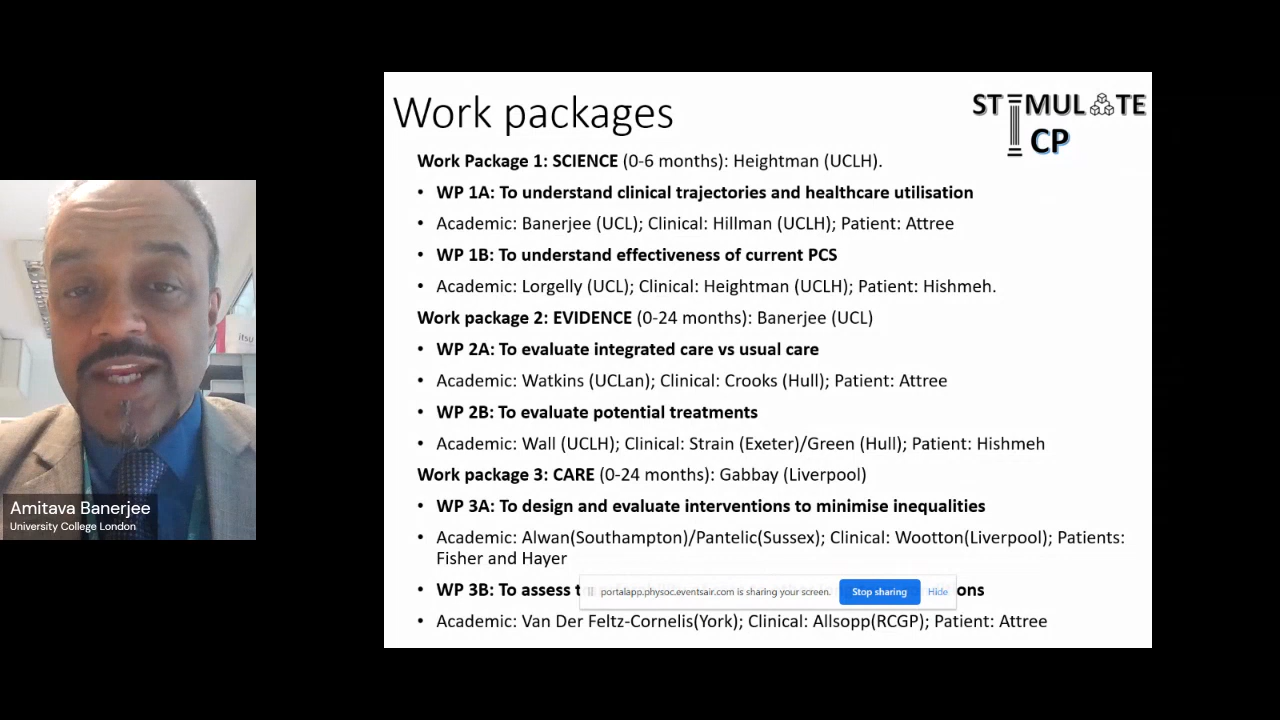 Work packages
STIMULATE
CP
Work Package 1: SCIENCE (0-6 months): Heightman (UCLH).
• WP 1A: To understand clinical trajectories and healthcare utilisation
• Academic: Banerjee (UCL); Clinical: Hillman (UCLH); Patient: Attree
• WP 1B: To understand effectiveness of current PCS
• Academic: Lorgelly (UCL); Clinical: Heightman (UCLH); Patient: Hishmeh.
Work package 2: EVIDENCE (0-24 months): Banerjee (UCL)
• WP 2A: To evaluate integrated care vs usual care
• Academic: Watkins (UCLan); Clinical: Crooks (Hull); Patient: Attree
• WP 2B: To evaluate potential treatments
• Academic: Wall (UCLH); Clinical: Strain (Exeter)/Green (Hull); Patient: Hishmeh
Work package 3: CARE (0-24 months): Gabbay (Liverpool)
• WP 3A: To design and evaluate interventions to minimise inequalities
• Academic: Alwan(Southampton)/Pantelic(Sussex); Clinical: Wootton(Liverpool); Patients:
Fisher and Hayer
• WP 3B: To assess
portalapp.physoc.eventsair.com is sharing your screen. Stop sharing Hide
• Academic: Van Der Feltz-Cornelis(York); Clinical: Allsopp(RCGP); Patient: Attree
itsu
Amitava Banerjee
University College London